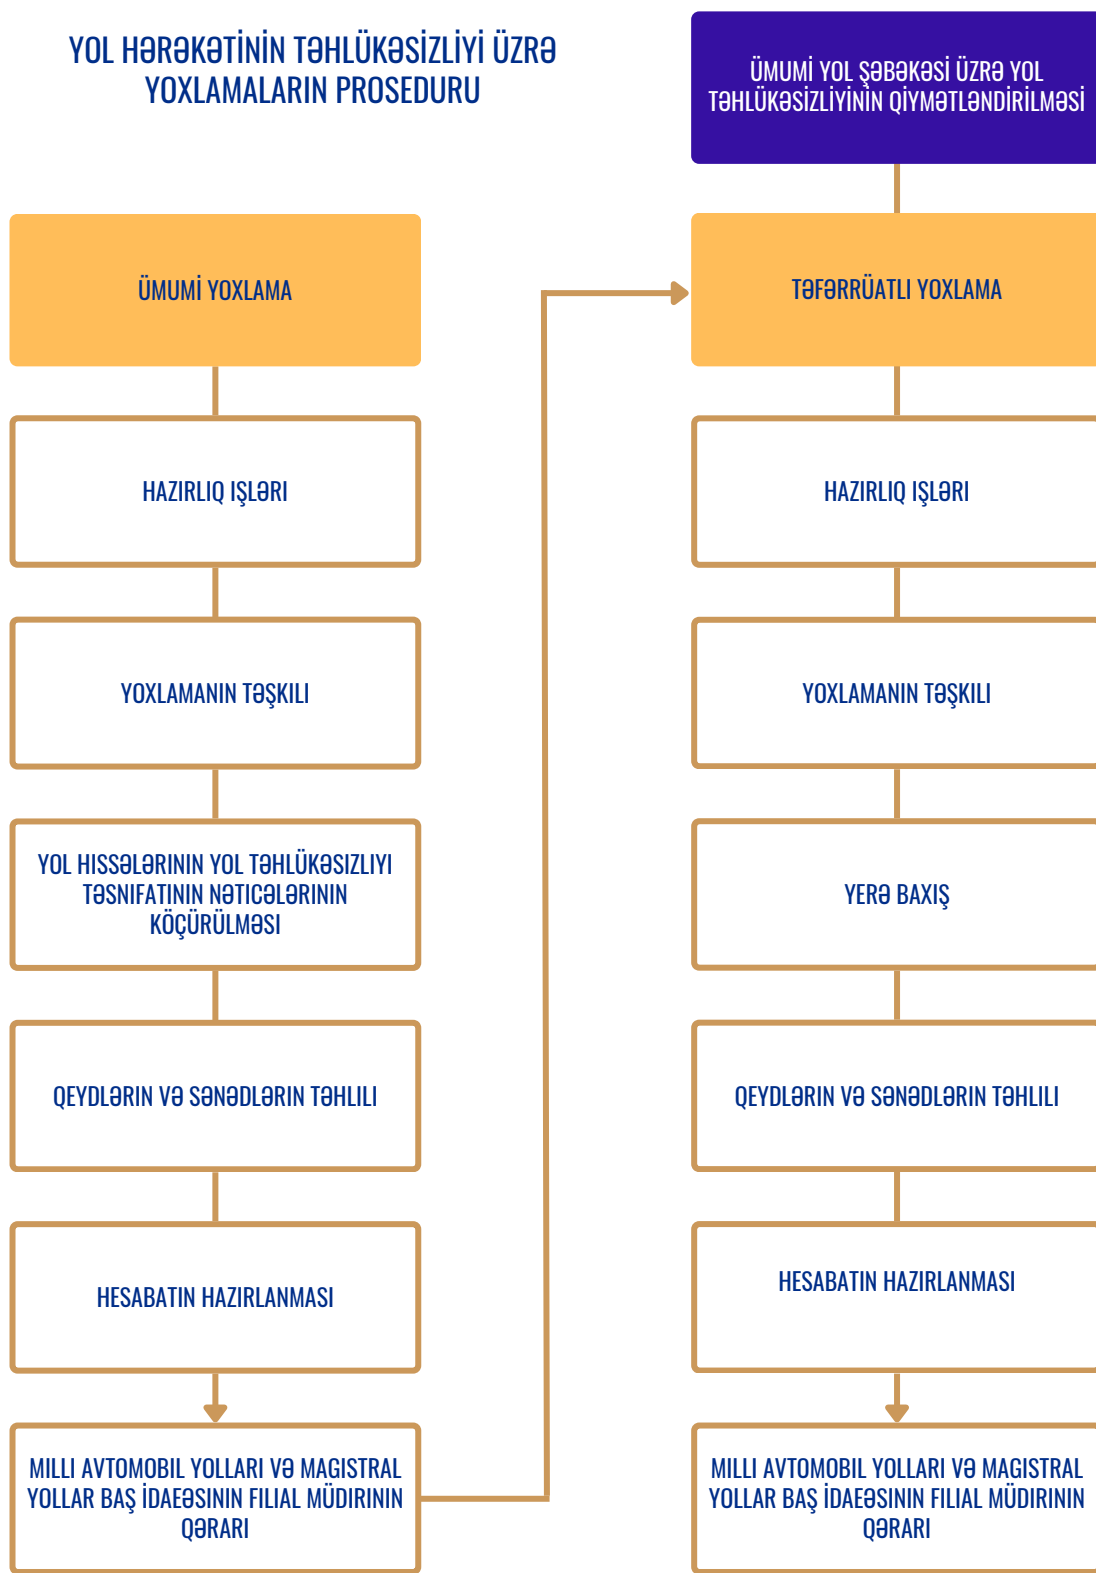 YOL HƏRƏKƏTİNİN TƏHLÜKƏSİZLİYİ ÜZRƏ
YOXLAMALARIN PROSEDURU
ÜMUMİ YOXLAMA
HAZIRLIQ IŞLƏRI
YOXLAMANIN TƏŞKILI
YOL HISSƏLƏRININ YOL TƏHLÜKƏSIZLIYI
TƏSNIFATININ NƏTICƏLƏRININ
KÖÇÜRÜLMƏSI
QEYDLƏRIN VƏ SƏNƏDLƏRIN TƏHLILI
HESABATIN HAZIRLANMASI
MILLI AVTOMOBIL YOLLARI VƏ MAGISTRAL
YOLLAR BAŞ İDAEƏSININ FILIAL MÜDIRININ
QƏRARI
ÜMUMİ YOL ŞƏBƏKƏSİ ÜZRƏ YOL
TƏHLÜKƏSİZLİYİNİN QİYMƏTLƏNDİRİLMƏSİ
TƏFƏRRÜATLI YOXLAMA
HAZIRLIQ IŞLƏRI
YOXLAMANIN TƏŞKILI
YERƏ BAXIŞ
QEYDLƏRIN VƏ SƏNƏDLƏRIN TƏHLILI
HESABATIN HAZIRLANMASI
MILLI AVTOMOBIL YOLLARI VƏ MAGISTRAL
YOLLAR BAŞ İDAEƏSININ FILIAL MÜDIRININ
QƏRARI